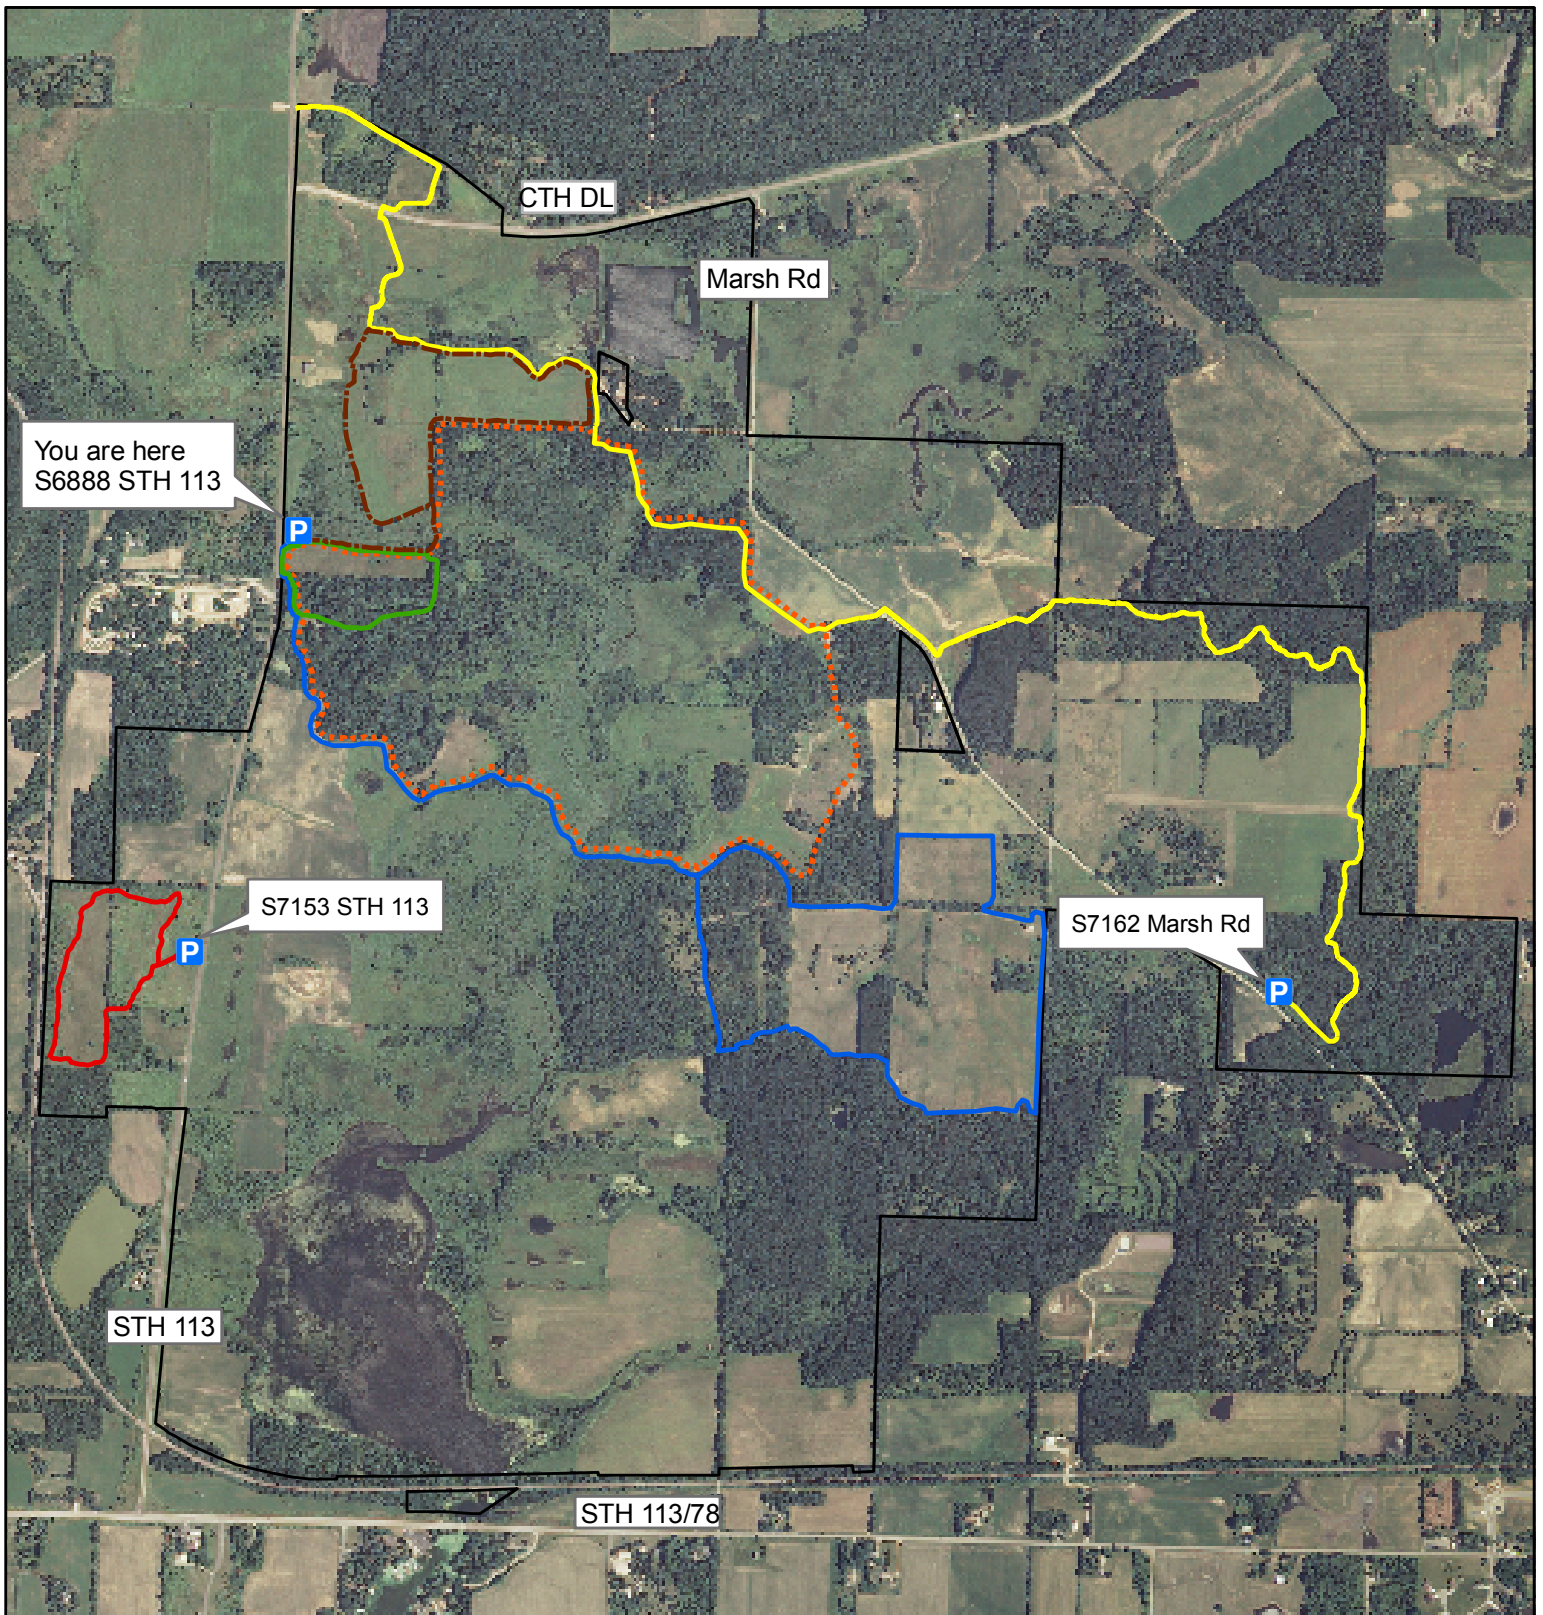 CTH DL
Marsh Rd
You are here
S6888 STH 113
P
S7153 STH 113
P
S7162 Marsh Rd
P
STH 113
STH 113/78